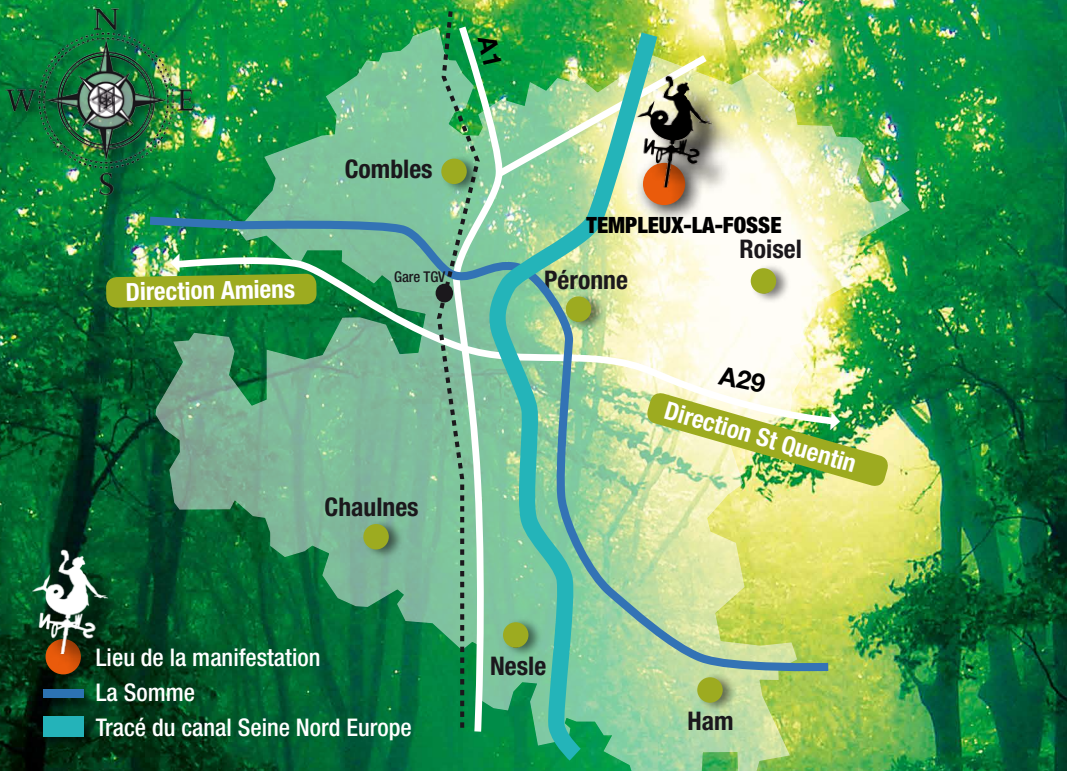 N
W E
S
A1
Combles
TEMPLEUX-LA-FOSSE
Roisel
Gare TGV
Péronne
Direction Amiens
A29
Direction St Quentin
Chaulnes
Nesle
Ham
Lieu de la manifestation
La Somme
Tracé du canal Seine Nord Europe